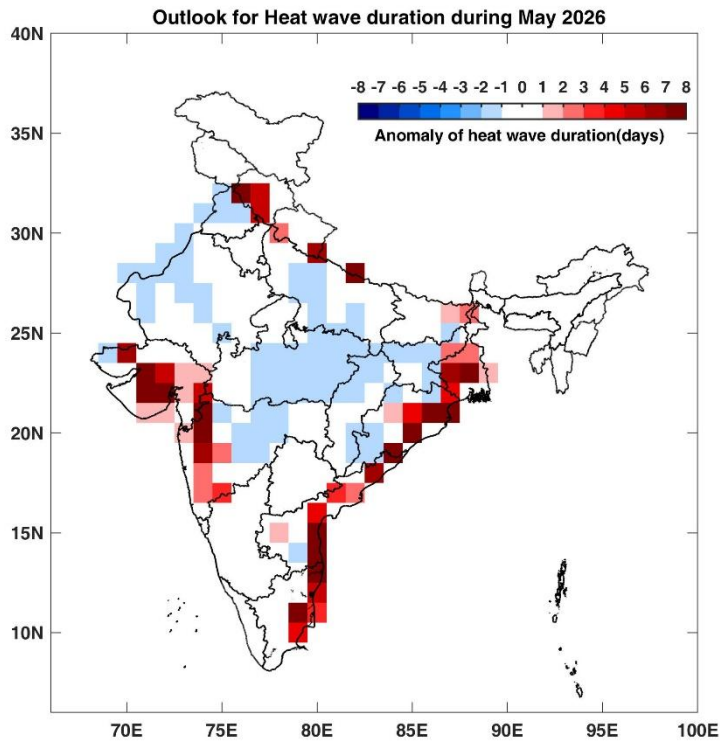 Outlook for Heat wave duration during May 2026
40N
-8 -7 -6 -5 -4 -3 -2 -1 0 1 2 3 4 5 6 7 8
Anomaly of heat wave duration(days)
35N
30N
25N
20N
15N
10N
70E 75E 80E 85E 90E 95E 100E